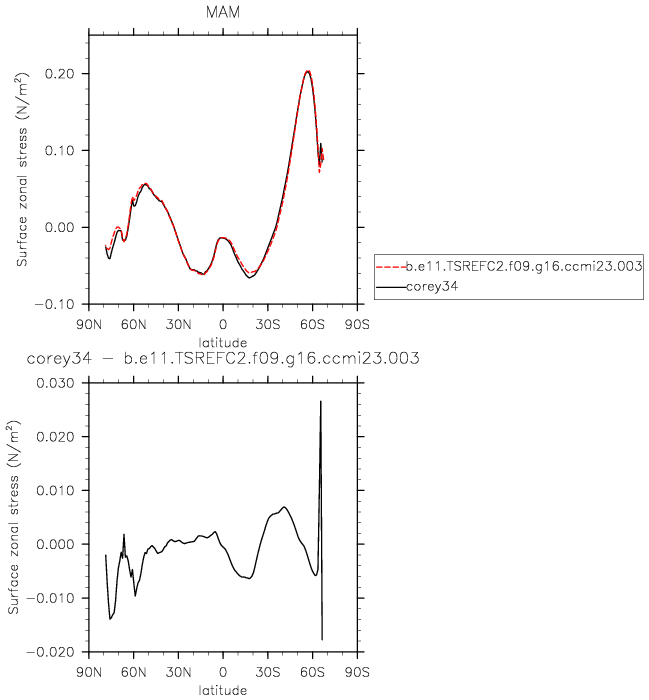 MAM
Surface zonal stress (N/m²)
0.20
0.10
0.00
−0.10
90N 60N 30N 0 30S 60S 90S
latitude
b.e11.TSREFC2.f09.g16.ccmi23.003
corey34
corey34 − b.e11.TSREFC2.f09.g16.ccmi23.003
Surface zonal stress (N/m²)
0.030
0.020
0.010
0.000
−0.010
−0.020
90N 60N 30N 0 30S 60S 90S
latitude